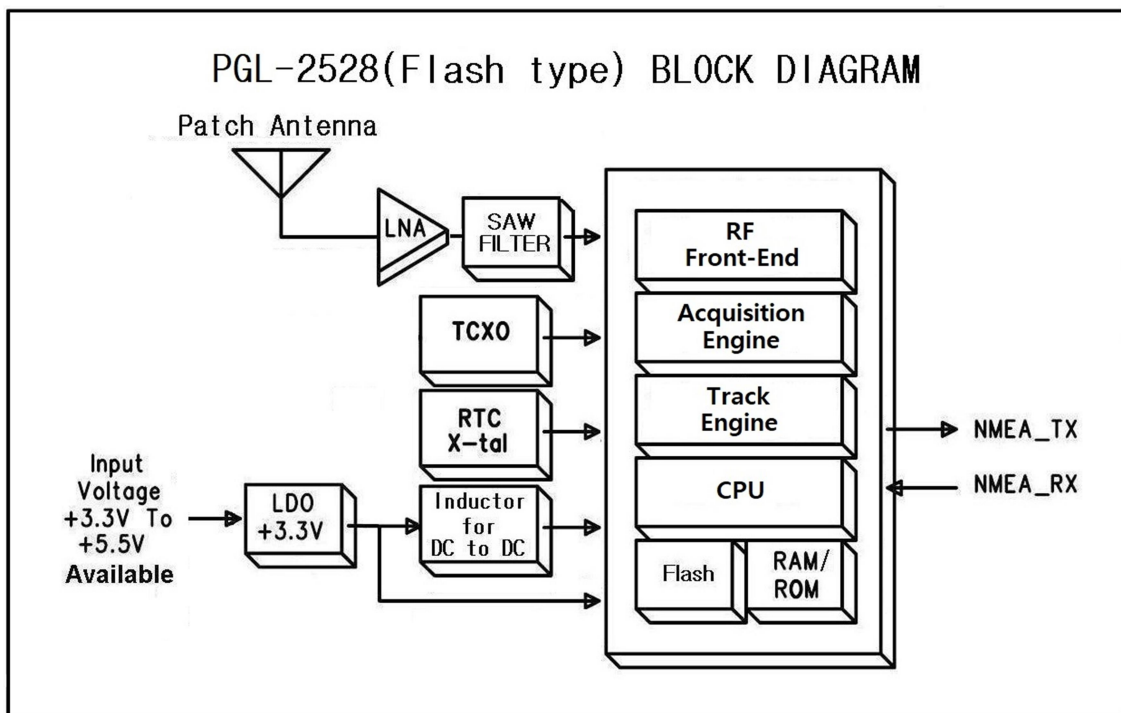 PGL-2528(Flash type) BLOCK DIAGRAM
Patch Antenna
LNA
SAW
FILTER
RF
Front-End
TCXO
Acquisition
Engine
RTC
X-tal
Track
Engine
NMEA_TX
Input
Voltage
+3.3V To
+5.5V
Available
LDO
+3.3V
Inductor
for
DC to DC
CPU
NMEA_RX
Flash
RAM/
ROM